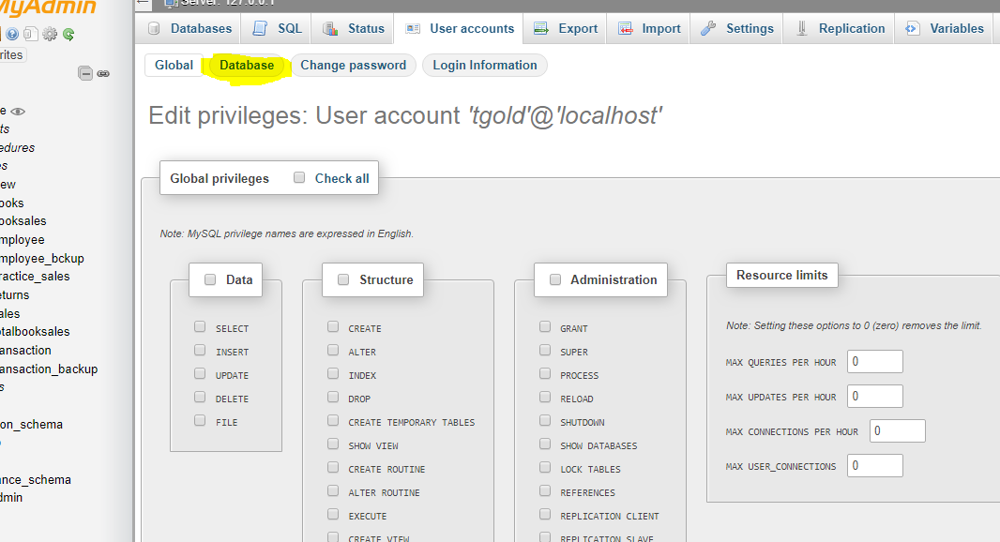 MyAdmin
Server: 127.0.0.1
Databases SQL Status User accounts Export Import Settings Replication Variables
Global Database Change password Login Information
Edit privileges: User account 'tgold'@'localhost'
Global privileges Check all
Note: MySQL privilege names are expressed in English.
Data
SELECT
INSERT
UPDATE
DELETE
FILE
Structure
CREATE
ALTER
INDEX
DROP
CREATE TEMPORARY TABLES
SHOW VIEW
CREATE ROUTINE
ALTER ROUTINE
EXECUTE
CREATE VIEW
Administration
GRANT
SUPER
PROCESS
RELOAD
SHUTDOWN
SHOW DATABASES
LOCK TABLES
REFERENCES
REPLICATION CLIENT
REPLICATION SLAVE
Resource limits
Note: Setting these options to 0 (zero) removes the limit.
MAX QUERIES PER HOUR 0
MAX UPDATES PER HOUR 0
MAX CONNECTIONS PER HOUR 0
MAX USER_CONNECTIONS 0
rites
e
ts
edures
es
ew
ooks
ooksales
mployee
mployee_bckup
ractice_sales
eturns
ales
otalbooksales
ansaction
ansaction_backup
s
on_schema
ance_schema
dmin